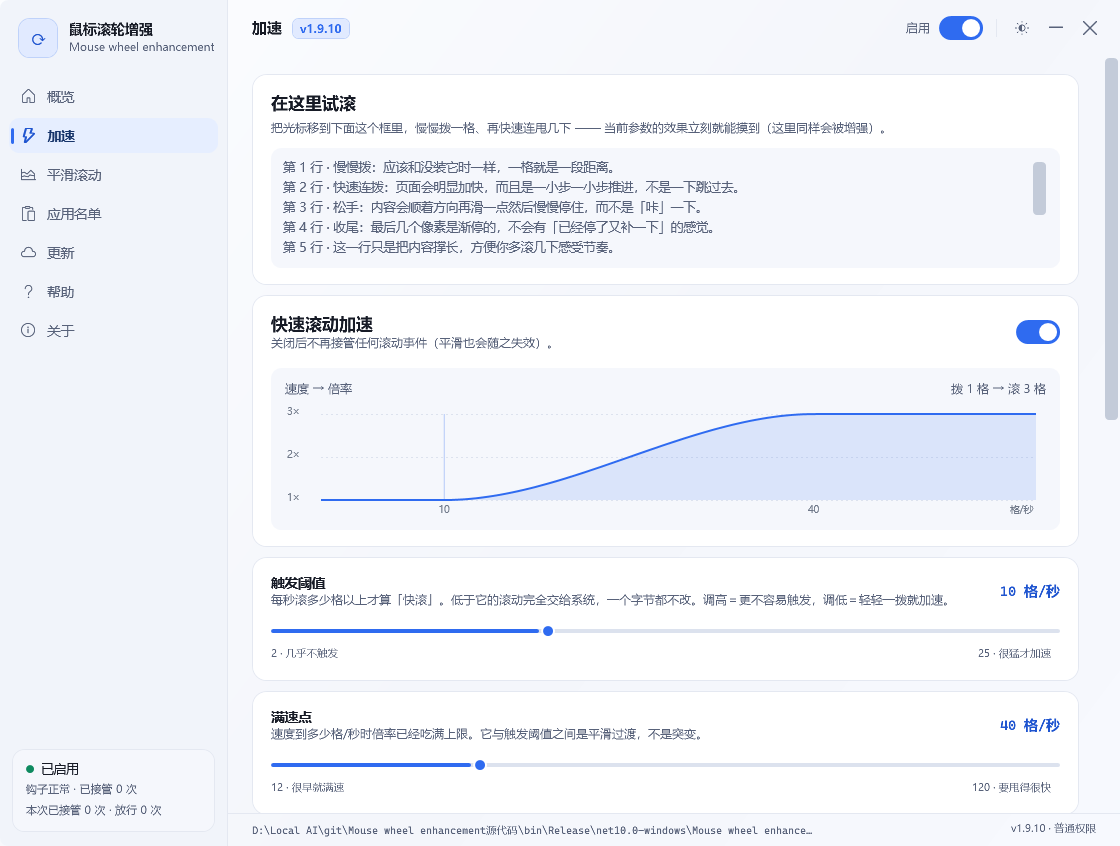 鼠标滚轮增强
Mouse wheel enhancement
概览
加速
平滑滚动
应用名单
更新
帮助
关于
已启用
钩子正常 · 已接管 0 次
本次已接管 0 次 · 放行 0 次
加速 v1.9.10
启用
在这里试滚
把光标移到下面这个框里，慢慢拨一格、再快速连甩几下 —— 当前参数的效果立刻就能摸到（这里同样会被增强）。
第 1 行 · 慢慢拨：应该和没装它时一样，一格就是一段距离。
第 2 行 · 快速连拨：页面会明显加快，而且是一小步一小步推进，不是一下跳过去。
第 3 行 · 松手：内容会顺着方向再滑一点然后慢慢停住，而不是「咔」一下。
第 4 行 · 收尾：最后几个像素是渐停的，不会有「已经停了又补一下」的感觉。
第 5 行 · 这一行只是把内容撑长，方便你多滚几下感受节奏。
快速滚动加速
关闭后不再接管任何滚动事件（平滑也会随之失效）。
速度 → 倍率
拨 1 格 → 滚 3 格
3×
2×
1×
10
40
格/秒
触发阈值
每秒滚多少格以上才算「快滚」。低于它的滚动完全交给系统，一个字节都不改。调高＝更不容易触发，调低＝轻轻一拨就加速。
10 格/秒
2 · 几乎不触发
25 · 很猛才加速
满速点
速度到多少格/秒时倍率已经吃满上限。它与触发阈值之间是平滑过渡，不是突变。
40 格/秒
12 · 很早就满速
120 · 要甩得很快
D:\Local AI\git\Mouse wheel enhancement源代码\bin\Release\net10.0-windows\Mouse wheel enhance…
v1.9.10 · 普通权限